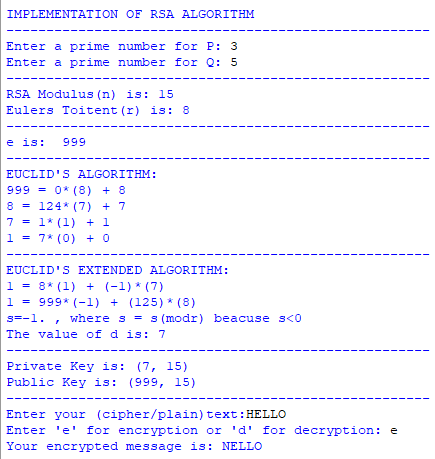 IMPLEMENTATION OF RSA ALGORITHM
Enter a prime number for P: 3
Enter a prime number for Q: 5
RSA Modulus(n) is: 15
Eulers Toitent(r) is: 8
e is:  999
EUCLID'S ALGORITHM:
999 = 0*(8) + 8
8 = 124*(7) + 7
7 = 1*(1) + 1
1 = 7*(0) + 0
EUCLID'S EXTENDED ALGORITHM:
1 = 8*(1) + (-1)*(7)
1 = 999*(-1) + (125)*(8)
s=-1. , where s = s(modr) beacuse s<0
The value of d is: 7
Private Key is: (7, 15)
Public Key is: (999, 15)
Enter your (cipher/plain)text:HELLO
Enter 'e' for encryption or 'd' for decryption: e
Your encrypted message is: NELLO